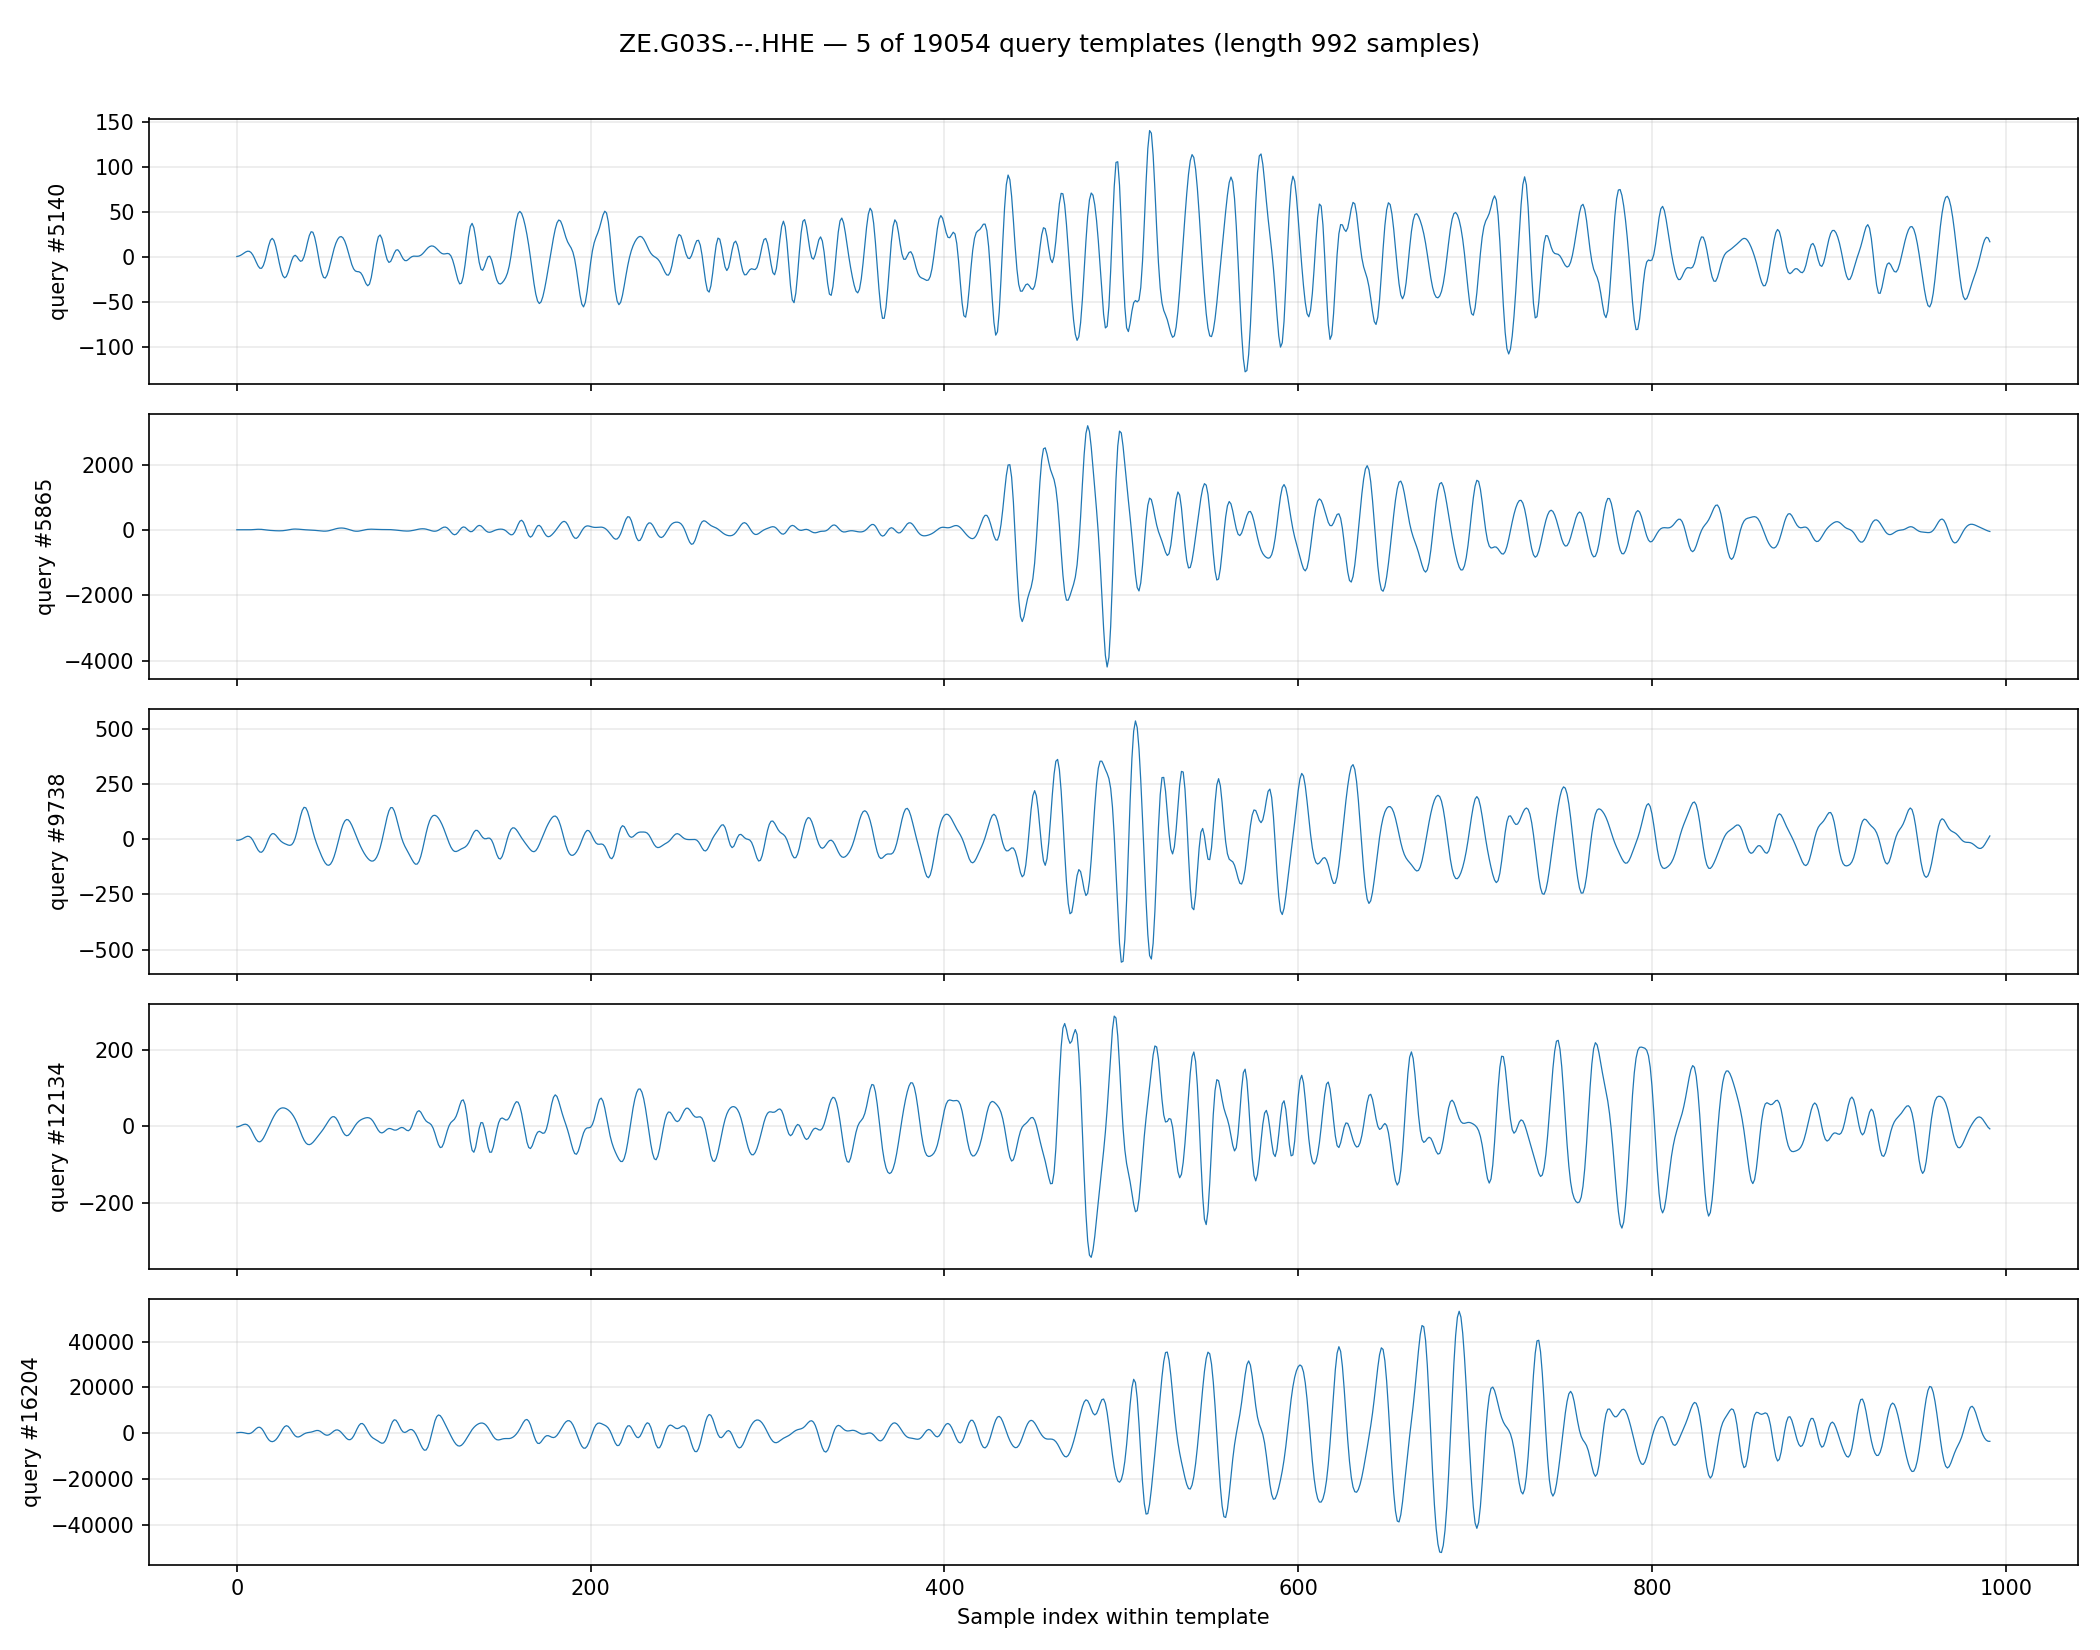 ZE.G03S.--.HHE — 5 of 19054 query templates (length 992 samples)
150
100
50
0
−50
−100
query #5140
2000
0
−2000
−4000
query #5865
500
250
0
−250
−500
query #9738
200
0
−200
query #12134
40000
20000
0
−20000
−40000
query #16204
0 200 400 600 800 1000
Sample index within template